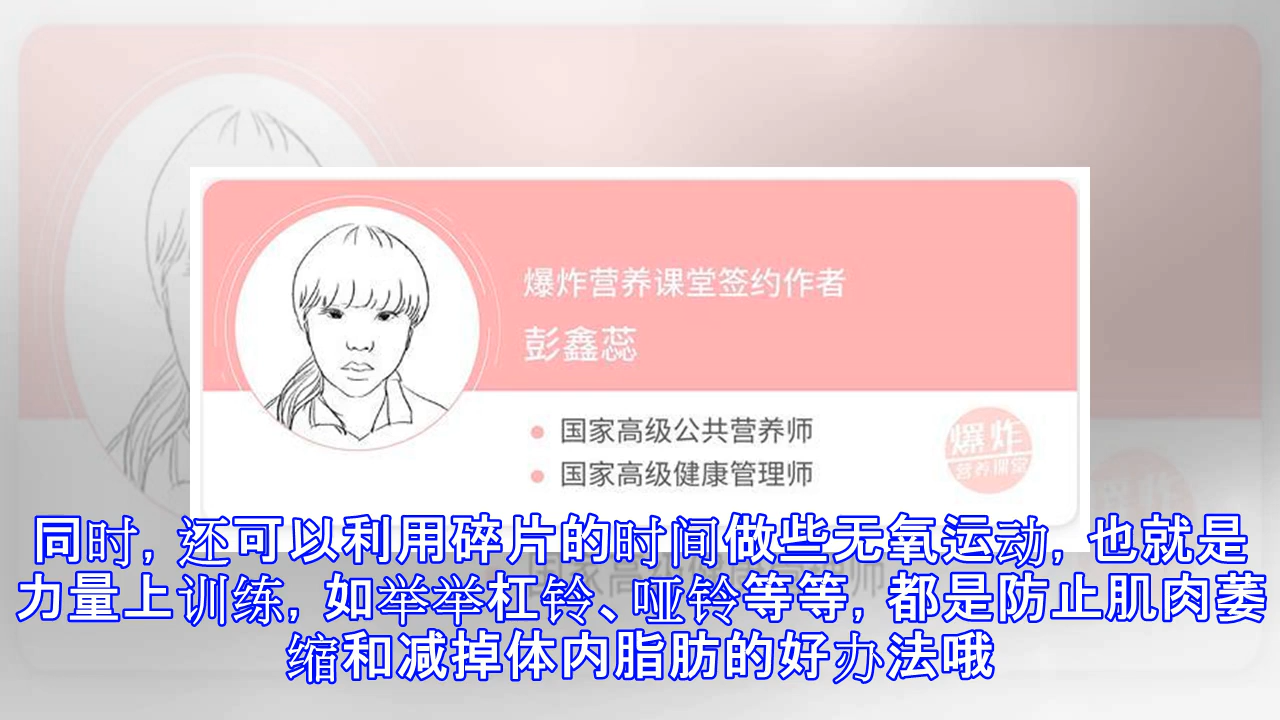 爆炸营养课堂签约作者
彭鑫蕊
国家高级公共营养师
国家高级健康管理师
爆炸
营养课堂
同时, 还可以利用碎片的时间做些无氧运动, 也就是
力量上训练, 如举举杠铃、哑铃等等, 都是防止肌肉萎
缩和减掉体内脂肪的好办法哦